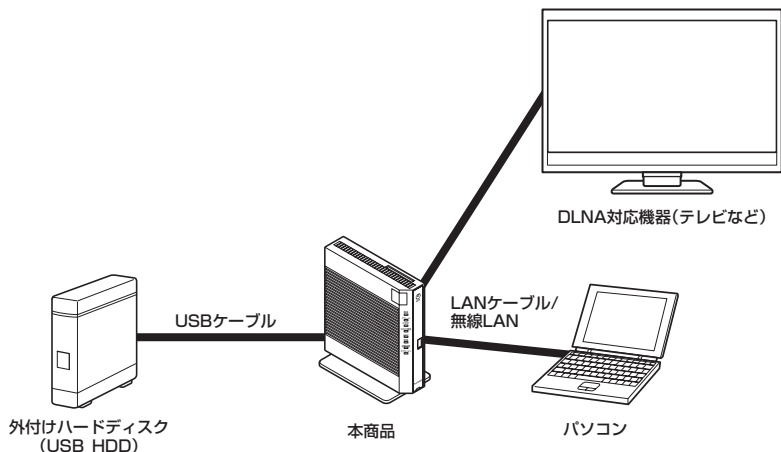 DLNA対応機器(テレビなど)
USBケーブル
LANケーブル/
無線LAN
外付けハードディスク
(USB HDD)
本商品
パソコン